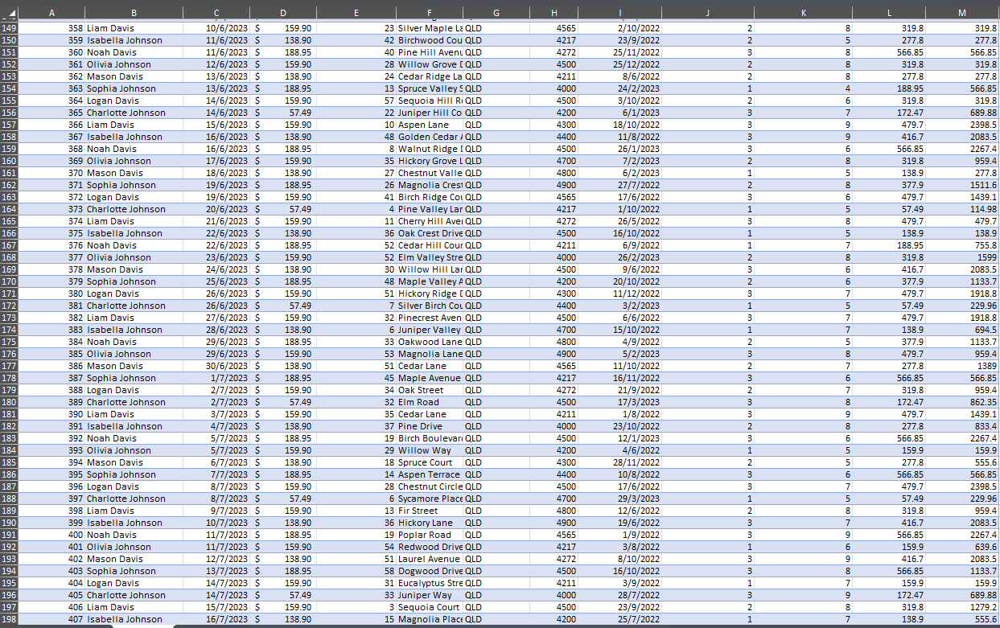 A B C D E F G H I J K L M
149 358 Liam Davis 10/6/2023 $ 159.90 23 Silver Maple La QLD 4565 2/10/2022 2 8 319.8 319.8
150 359 Isabella Johnson 11/6/2023 $ 138.90 42 Birchwood Cou QLD 4217 23/9/2022 2 5 277.8 277.8
151 360 Noah Davis 11/6/2023 $ 188.95 40 Pine Hill Avenu QLD 4272 25/11/2022 3 8 566.85 566.85
152 361 Olivia Johnson 12/6/2023 $ 159.90 28 Willow Grove D QLD 4500 25/12/2022 2 8 319.8 319.8
153 362 Mason Davis 13/6/2023 $ 138.90 24 Cedar Ridge La QLD 4211 8/6/2022 2 8 277.8 277.8
154 363 Sophia Johnson 13/6/2023 $ 188.95 13 Spruce Valley S QLD 4000 24/2/2023 1 4 188.95 566.85
155 364 Logan Davis 14/6/2023 $ 159.90 57 Sequoia Hill Ro QLD 4500 3/10/2022 2 6 319.8 319.8
156 365 Charlotte Johnson 14/6/2023 $ 57.49 22 Juniper Hill Co QLD 4200 6/1/2023 3 7 172.47 689.88
157 366 Liam Davis 15/6/2023 $ 159.90 10 Aspen Lane QLD 4300 18/10/2022 3 9 479.7 2398.5
158 367 Isabella Johnson 16/6/2023 $ 138.90 48 Golden Cedar A QLD 4400 11/8/2022 3 9 416.7 2083.5
159 368 Noah Davis 16/6/2023 $ 188.95 8 Walnut Ridge D QLD 4500 26/1/2023 3 6 566.85 2267.4
160 369 Olivia Johnson 17/6/2023 $ 159.90 35 Hickory Grove L QLD 4700 7/2/2023 2 8 319.8 959.4
161 370 Mason Davis 18/6/2023 $ 138.90 27 Chestnut Valle QLD 4800 6/2/2023 1 5 138.9 277.8
162 371 Sophia Johnson 19/6/2023 $ 188.95 26 Magnolia Crest QLD 4900 27/7/2022 2 8 377.9 1511.6
163 372 Logan Davis 19/6/2023 $ 159.90 41 Birch Ridge Cou QLD 4565 17/6/2022 3 6 479.7 1439.1
164 373 Charlotte Johnson 20/6/2023 $ 57.49 4 Pine Valley Lar QLD 4217 1/10/2022 1 5 57.49 114.98
165 374 Liam Davis 21/6/2023 $ 159.90 11 Cherry Hill Aver QLD 4272 26/5/2022 3 8 479.7 479.7
166 375 Isabella Johnson 22/6/2023 $ 138.90 36 Oak Crest Drive QLD 4500 16/10/2022 1 5 138.9 138.9
167 376 Noah Davis 22/6/2023 $ 188.95 52 Cedar Hill Cour QLD 4211 6/9/2022 1 7 188.95 755.8
168 377 Olivia Johnson 23/6/2023 $ 159.90 52 Elm Valley Stre QLD 4000 26/2/2023 2 8 319.8 1599
169 378 Mason Davis 24/6/2023 $ 138.90 30 Willow Hill Lar QLD 4500 9/6/2022 3 6 416.7 2083.5
170 379 Sophia Johnson 25/6/2023 $ 188.95 48 Maple Valley A QLD 4200 20/10/2022 2 6 377.9 1133.7
171 380 Logan Davis 26/6/2023 $ 159.90 51 Hickory Ridge D QLD 4300 11/12/2022 3 7 479.7 1918.8
172 381 Charlotte Johnson 26/6/2023 $ 57.49 7 Silver Birch Cou QLD 4400 3/2/2023 1 5 57.49 229.96
173 382 Liam Davis 27/6/2023 $ 159.90 32 Pinecrest Aven QLD 4500 6/6/2022 3 7 479.7 1918.8
174 383 Isabella Johnson 28/6/2023 $ 138.90 6 Juniper Valley QLD 4700 15/10/2022 1 7 138.9 694.5
175 384 Noah Davis 29/6/2023 $ 188.95 33 Oakwood Lane QLD 4800 4/9/2022 2 5 377.9 1133.7
176 385 Olivia Johnson 29/6/2023 $ 159.90 53 Magnolia Lane QLD 4900 5/2/2023 3 8 479.7 959.4
177 386 Mason Davis 30/6/2023 $ 138.90 51 Cedar Lane QLD 4565 11/10/2022 2 7 277.8 1389
178 387 Sophia Johnson 1/7/2023 $ 188.95 45 Maple Avenue QLD 4217 16/11/2022 3 6 566.85 566.85
179 388 Logan Davis 2/7/2023 $ 159.90 34 Oak Street QLD 4272 21/9/2022 2 7 319.8 959.4
180 389 Charlotte Johnson 2/7/2023 $ 57.49 32 Elm Road QLD 4500 17/3/2023 3 8 172.47 862.35
181 390 Liam Davis 3/7/2023 $ 159.90 35 Cedar Lane QLD 4211 1/8/2022 3 9 479.7 1439.1
182 391 Isabella Johnson 4/7/2023 $ 138.90 37 Pine Drive QLD 4000 23/10/2022 2 8 277.8 833.4
183 392 Noah Davis 5/7/2023 $ 188.95 19 Birch Boulevar QLD 4500 12/1/2023 3 6 566.85 2267.4
184 393 Olivia Johnson 5/7/2023 $ 159.90 29 Willow Way QLD 4200 4/6/2022 1 5 159.9 159.9
185 394 Mason Davis 6/7/2023 $ 138.90 18 Spruce Court QLD 4300 28/11/2022 2 5 277.8 555.6
186 395 Sophia Johnson 7/7/2023 $ 188.95 14 Aspen Terrace QLD 4400 10/8/2022 3 6 566.85 566.85
187 396 Logan Davis 8/7/2023 $ 159.90 28 Chestnut Circle QLD 4500 17/6/2022 3 7 479.7 2398.5
188 397 Charlotte Johnson 8/7/2023 $ 57.49 6 Sycamore Place QLD 4700 29/3/2023 1 5 57.49 229.96
189 398 Liam Davis 9/7/2023 $ 159.90 13 Fir Street QLD 4800 12/6/2022 2 8 319.8 959.4
190 399 Isabella Johnson 10/7/2023 $ 138.90 36 Hickory Lane QLD 4900 19/6/2022 3 7 416.7 2083.5
191 400 Noah Davis 11/7/2023 $ 188.95 19 Poplar Road QLD 4565 1/9/2022 3 9 566.85 2267.4
192 401 Olivia Johnson 11/7/2023 $ 159.90 54 Redwood Drive QLD 4217 3/8/2022 1 6 159.9 639.6
193 402 Mason Davis 12/7/2023 $ 138.90 51 Laurel Avenue QLD 4272 8/10/2022 3 9 416.7 2083.5
194 403 Sophia Johnson 13/7/2023 $ 188.95 58 Dogwood Drive QLD 4500 16/10/2022 3 8 566.85 1133.7
195 404 Logan Davis 14/7/2023 $ 159.90 31 Eucalyptus Stre QLD 4211 3/9/2022 1 7 159.9 159.9
196 405 Charlotte Johnson 14/7/2023 $ 57.49 33 Juniper Way QLD 4000 28/7/2022 3 9 172.47 689.88
197 406 Liam Davis 15/7/2023 $ 159.90 3 Sequoia Court QLD 4500 23/9/2022 2 8 319.8 1279.2
198 407 Isabella Johnson 16/7/2023 $ 138.90 15 Magnolia Place QLD 4200 25/7/2022 1 7 138.9 555.6